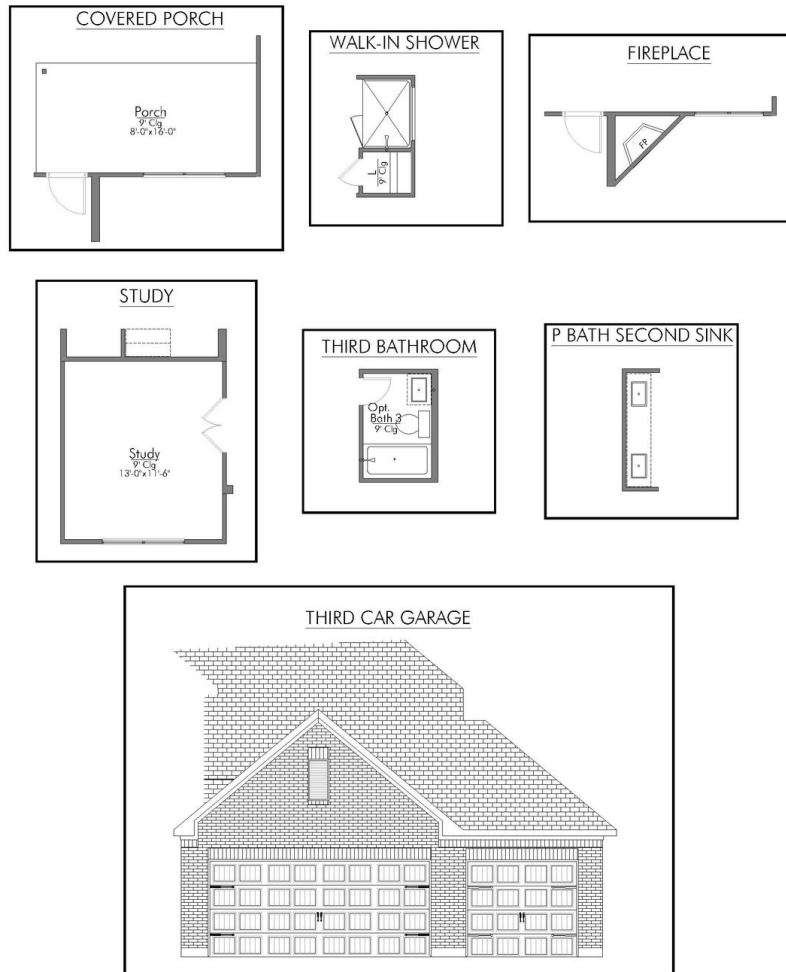 COVERED PORCH
Porch
9' Clg
8'-0"x16'-0"
WALK-IN SHOWER
L
9' Clg
FIREPLACE
FP
STUDY
Study
9' Clg
13'-0"x11'-6"
THIRD BATHROOM
Opt.
Bath 3
9' Clg
P BATH SECOND SINK
THIRD CAR GARAGE